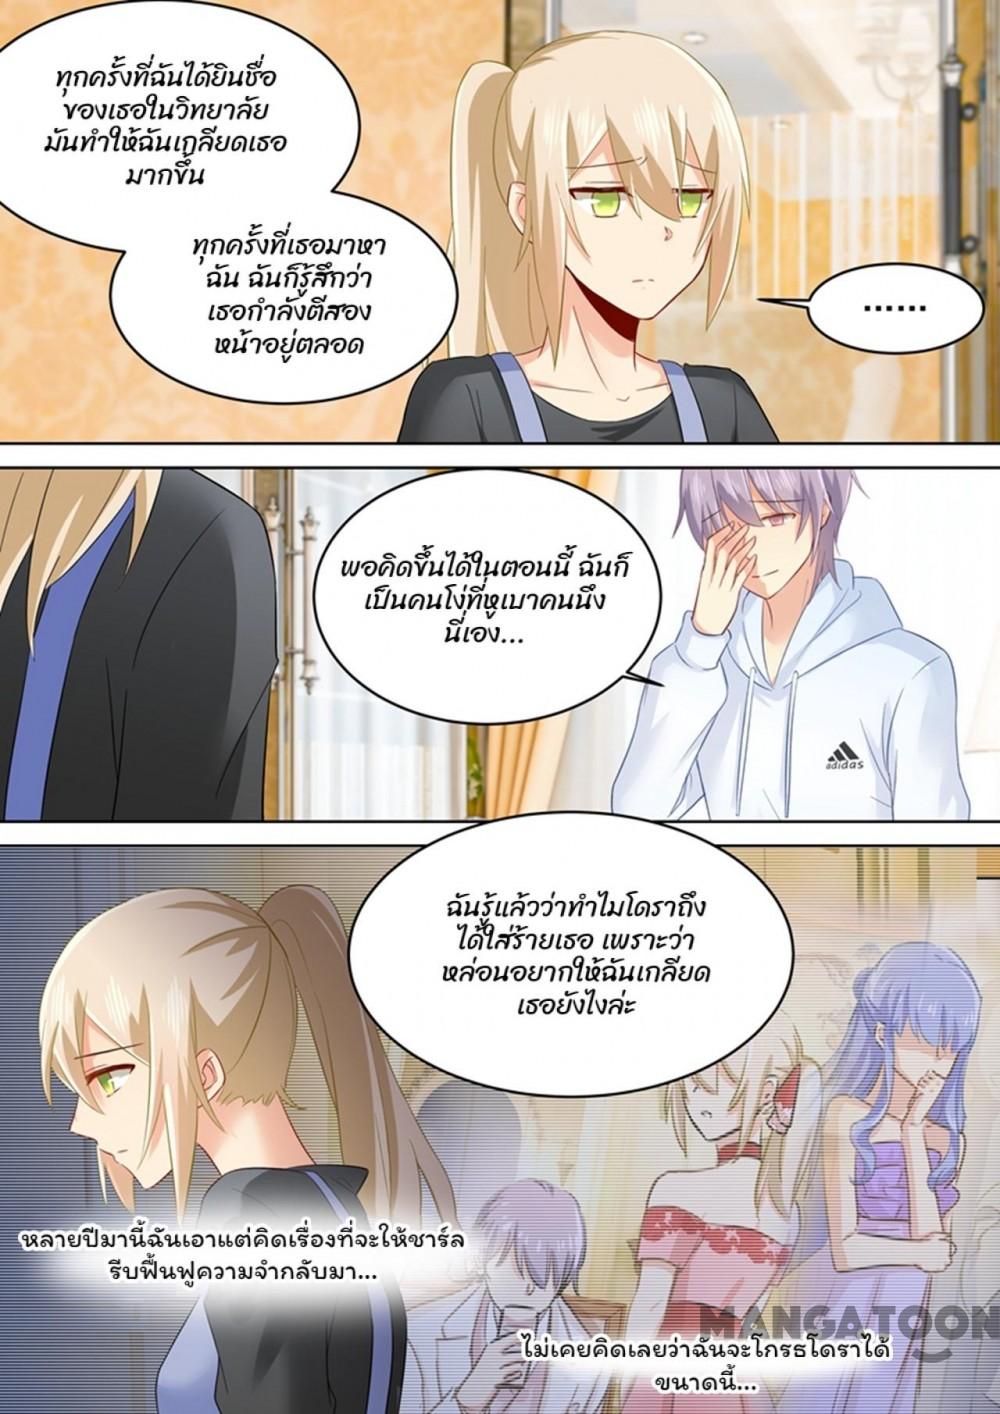 ทุกครั้งที่ฉันได้ยินชื่อ
ของเธอในวิทยาลัย
มันทำให้ฉันเกลียดเธอ
มากขึ้น
ทุกครั้งที่เธอมาหา
ฉัน ฉันก็รู้สึกว่า
เธอกำลังตีสอง
หน้าอยู่ตลอด
......
พอคิดขึ้นได้ในตอนนี้ ฉันก็
เป็นคนโง่ที่หูเบาคนนึง
นี่เอง...
adidas
ฉันรู้แล้วว่าทำไมโดราถึง
ได้ใส่ร้ายเธอ เพราะว่า
หล่อนอยากให้ฉันเกลียด
เธอยังไงล่ะ
หลายปีมานี้ฉันเอาแต่คิดเรื่องที่จะให้ชาร์ล
รีบฟื้นฟูความจำกลับมา...
MANGATOON
ไม่เคยคิดเลยว่าฉันจะโกรธโดราได้
ขนาดนี้...